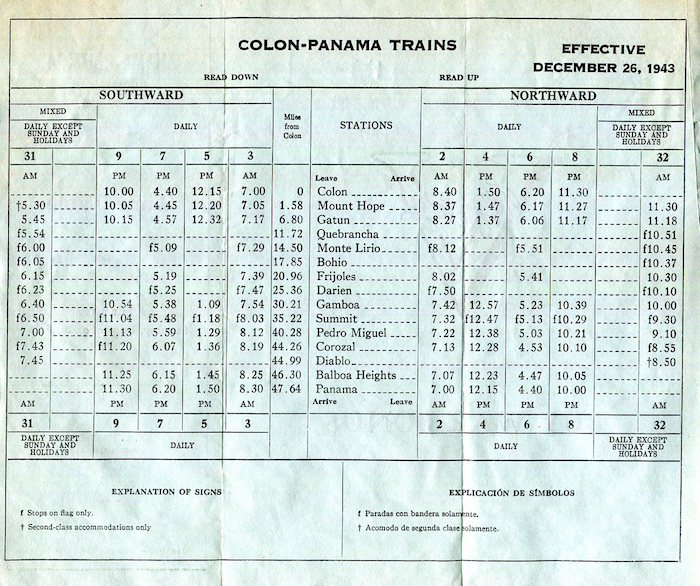 COLON-PANAMA TRAINS
EFFECTIVE
DECEMBER 26, 1943
READ DOWN READ UP
SOUTHWARD NORTHWARD
MIXED Miles from Colon STATIONS MIXED
DAILY EXCEPT SUNDAY AND HOLIDAYS DAILY DAILY DAILY EXCEPT SUNDAY AND HOLIDAYS
31 9 7 5 3 2 4 6 8 32
AM PM PM PM AM Leave Arrive AM PM PM PM AM
10.00 4.40 12.15 7.00 0 Colon 8.40 1.50 6.20 11.30
†5.30 10.05 4.45 12.20 7.05 1.58 Mount Hope 8.37 1.47 6.17 11.27 11.30
5.45 10.15 4.57 12.32 7.17 6.80 Gatun 8.27 1.37 6.06 11.17 11.18
f5.54 11.72 Quebrancha f10.51
f6.00 f5.09 f7.29 14.50 Monte Lirio f8.12 f5.51 f10.45
f6.05 17.85 Bohio f10.37
6.15 5.19 7.39 20.96 Frijoles 8.02 5.41 10.30
f6.23 f5.25 f7.47 25.36 Darien f7.50 f10.10
6.40 10.54 5.38 1.09 7.54 30.21 Gamboa 7.42 12.57 5.23 10.39 10.00
f6.50 f11.04 f5.48 f1.18 f8.03 35.22 Summit 7.32 f12.47 f5.13 f10.29 f9.30
7.00 11.13 5.59 1.29 8.12 40.28 Pedro Miguel 7.22 12.38 5.03 10.21 9.10
f7.43 f11.20 6.07 1.36 8.19 44.26 Corozal 7.13 12.28 4.53 10.10 f8.55
7.45 44.99 Diablo †8.50
11.25 6.15 1.45 8.25 46.30 Balboa Heights 7.07 12.23 4.47 10.05
11.30 6.20 1.50 8.30 47.64 Panama 7.00 12.15 4.40 10.00
AM PM PM PM AM Arrive Leave AM PM PM PM AM
31 9 7 5 3 2 4 6 8 32
DAILY EXCEPT SUNDAY AND HOLIDAYS DAILY DAILY DAILY EXCEPT SUNDAY AND HOLIDAYS
EXPLANATION OF SIGNS
f Stops on flag only.
† Second-class accommodations only
EXPLICACIÓN DE SÍMBOLOS
f Paradas con bandera solamente.
† Acomodo de segunda clase solamente.